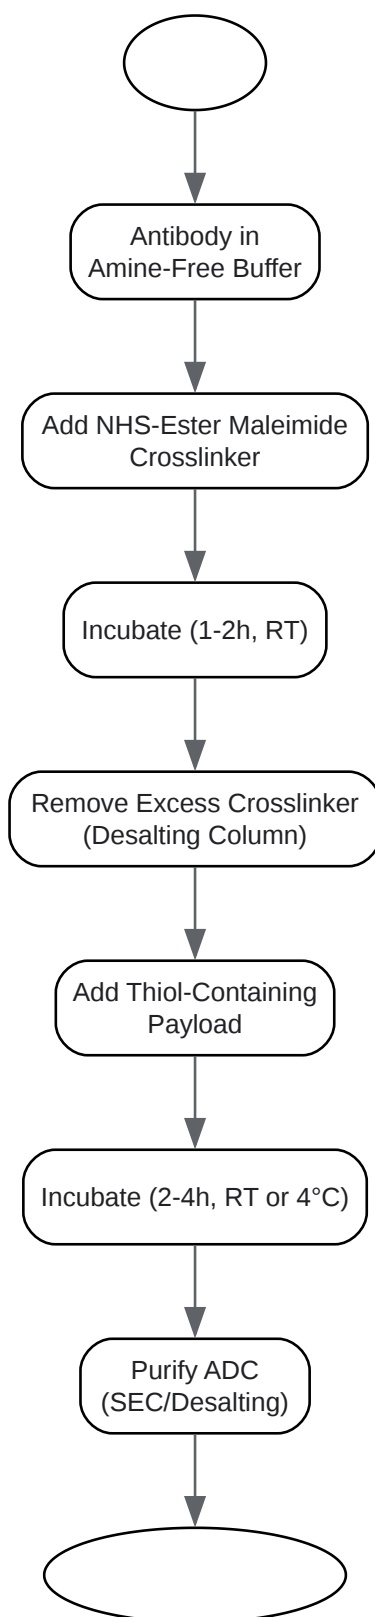 Antibody in
Amine-Free Buffer
Add NHS-Ester Maleimide
Crosslinker
Incubate (1-2h, RT)
Remove Excess Crosslinker
(Desalting Column)
Add Thiol-Containing
Payload
Incubate (2-4h, RT or 4°C)
Purify ADC
(SEC/Desalting)